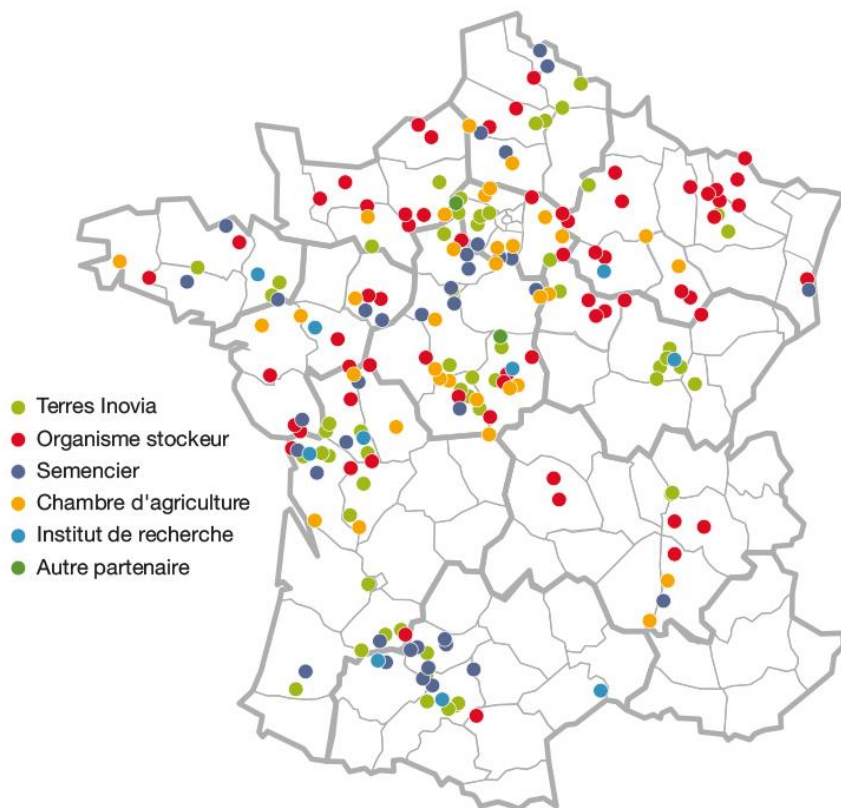 Terres Inovia
Organisme stockeur
Semencier
Chambre d'agriculture
Institut de recherche
Autre partenaire